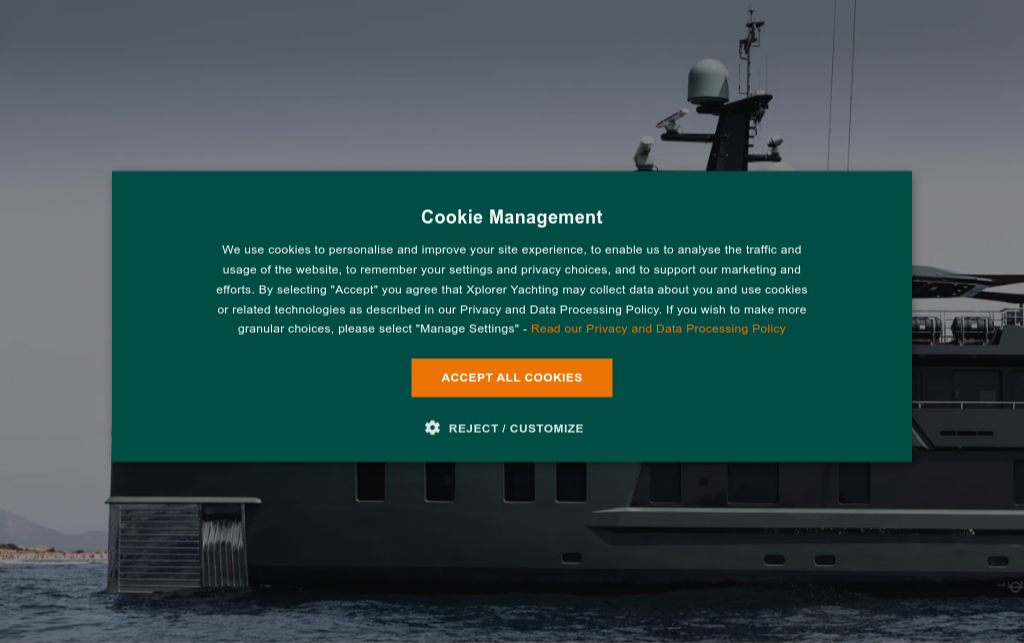 Cookie Management
We use cookies to personalise and improve your site experience, to enable us to analyse the traffic and
usage of the website, to remember your settings and privacy choices, and to support our marketing and
efforts. By selecting "Accept" you agree that Xplorer Yachting may collect data about you and use cookies
or related technologies as described in our Privacy and Data Processing Policy. If you wish to make more
granular choices, please select "Manage Settings" - Read our Privacy and Data Processing Policy
ACCEPT ALL COOKIES
REJECT / CUSTOMIZE